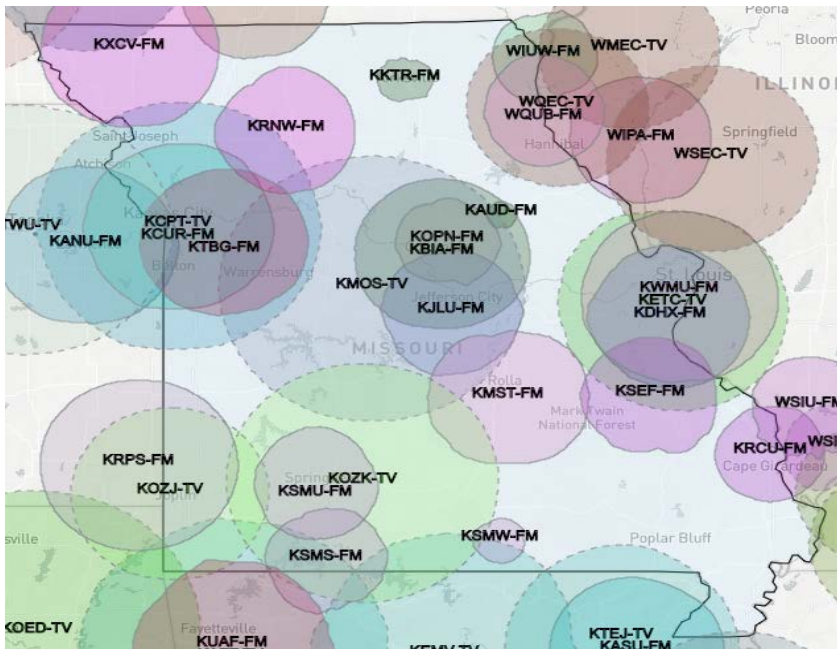 Peoria
KXCV-FM
WMEC-TV
WIUW-FM
KKTR-FM
ILLINO
WQEC-TV
WQUB-FM
KRNW-FM
Saint Joseph
WIPA-FM
Springfield
Hannibal
WSEC-TV
Atchison
KAUD-FM
TWU-TV
KCPT-TV
KANU-FM
KCUR-FM
KTBG-FM
KOPN-FM
KBIA-FM
Belton
Warrensburg
KMOS-TV
St. Louis
KWMU-FM
KETC-TV
KDHX-FM
Jefferson City
KJLU-FM
MISSOURI
Rolla
KMST-FM
KSEF-FM
Mark Twain
National Forest
WSIU-FM
KRCU-FM
Cape Girardeau
KRPS-FM
KOZK-TV
KOZJ-TV
KSMU-FM
Joplin
KSMW-FM
Poplar Bluff
KSMS-FM
KOED-TV
Fayetteville
KUAF-FM
KTEJ-TV
KASU-FM